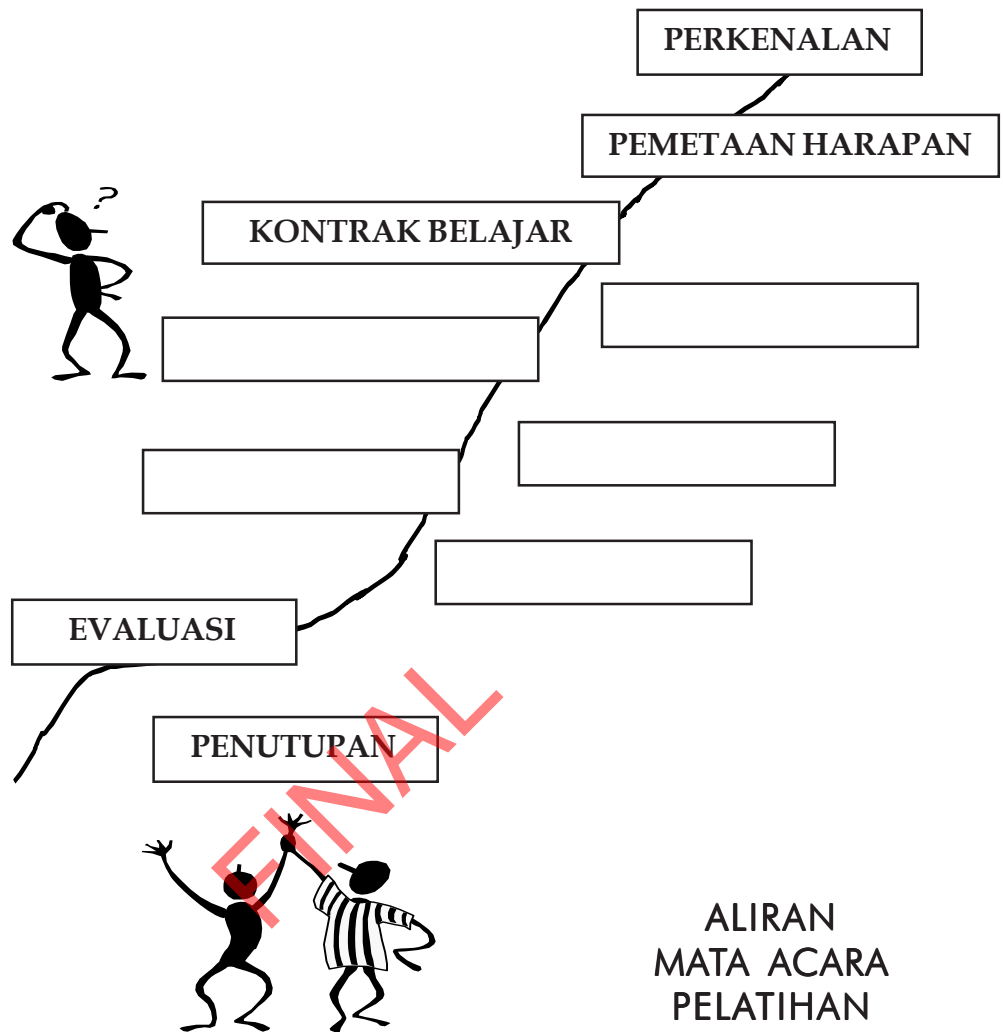 PERKENALAN
PEMETAAN HARAPAN
?
KONTRAK BELAJAR
EVALUASI
PENUTUPAN
FINAL
ALIRAN
MATA ACARA
PELATIHAN